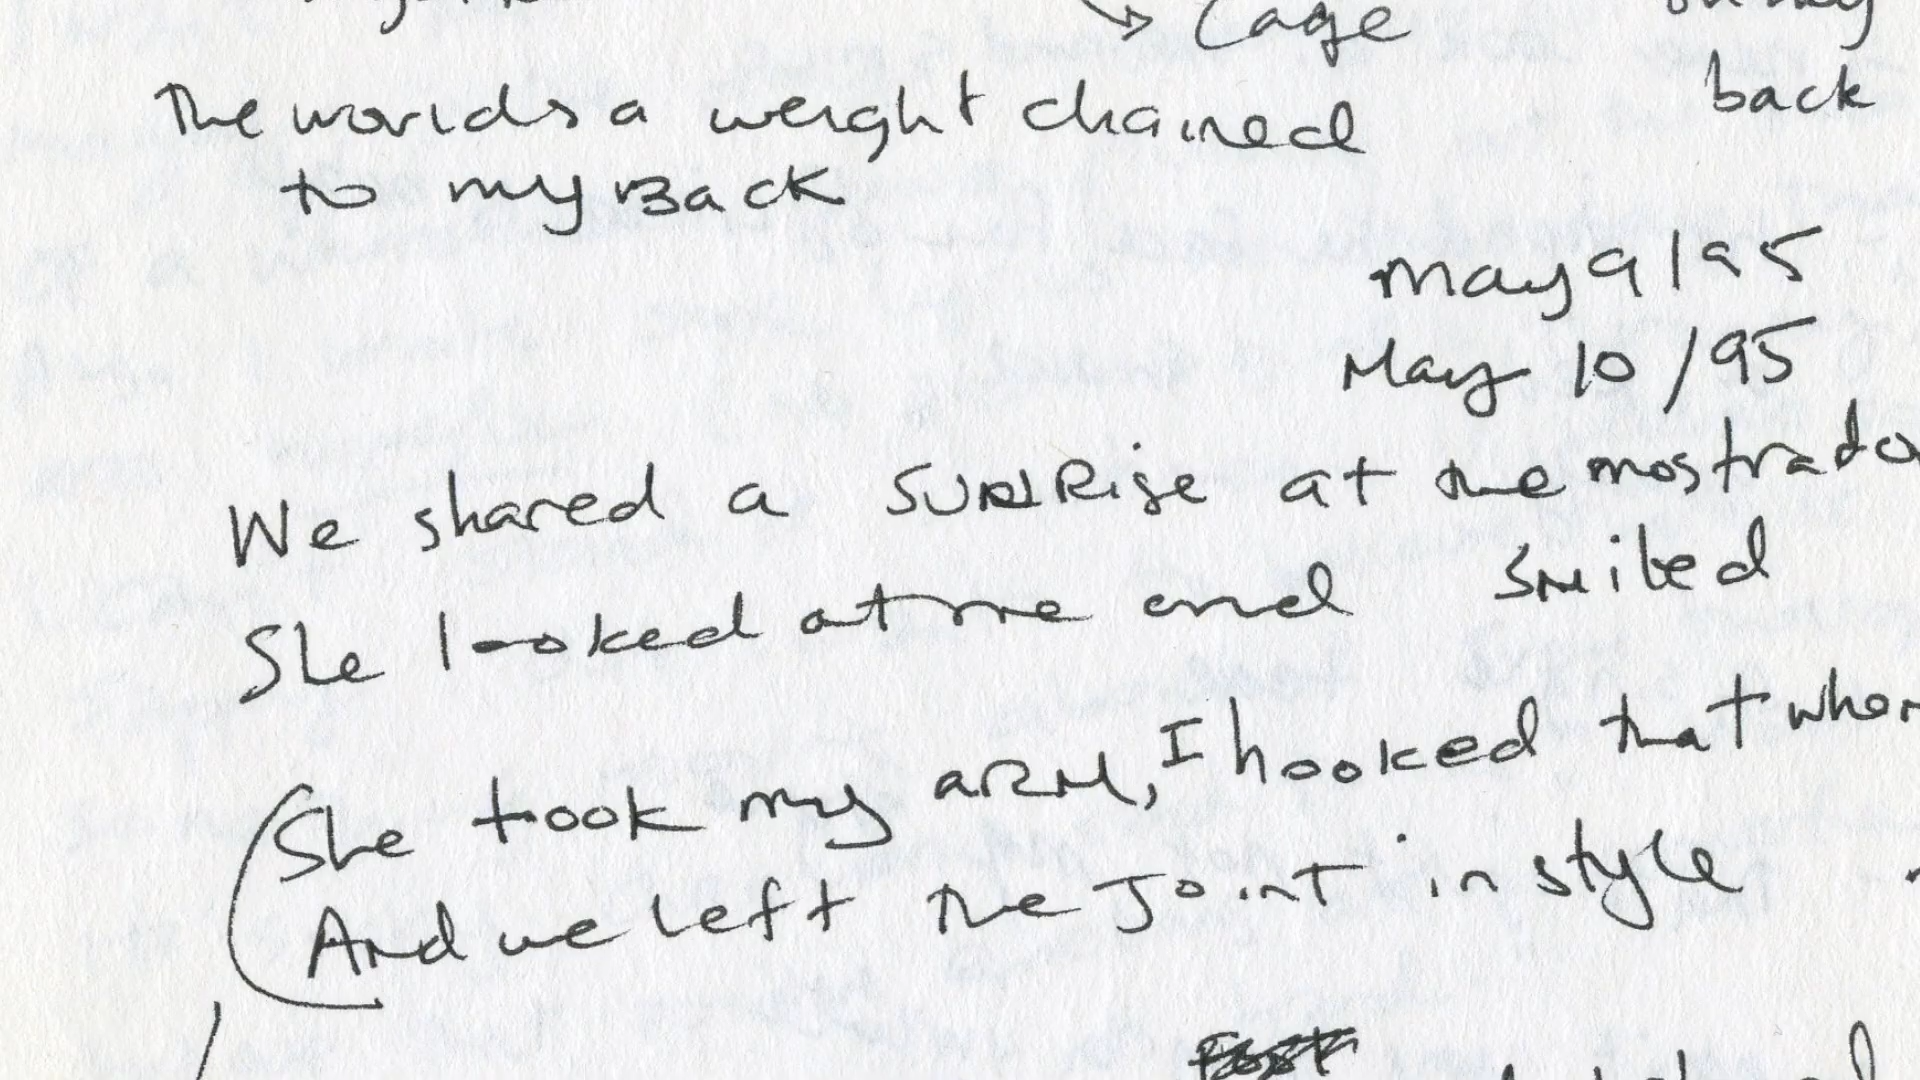 → Cage
back
The worlds a weight chained
to my Back
May 9/95
May 10/95
We shared a SUNRise at the mostrado
She looked at me and smiled
She took my arm, I hooked that whor
And we left the Joint in style